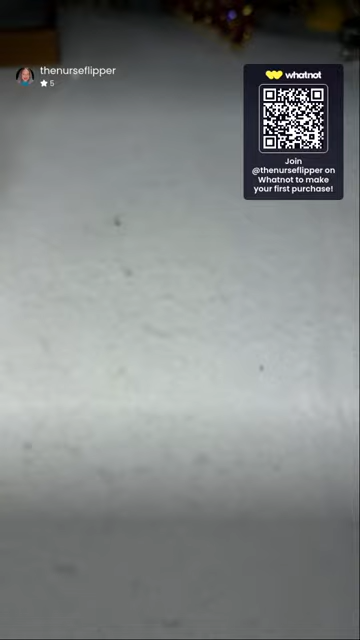 thenurseflipper
5
whatnot
Join
@thenurseflipper on
Whatnot to make
your first purchase!